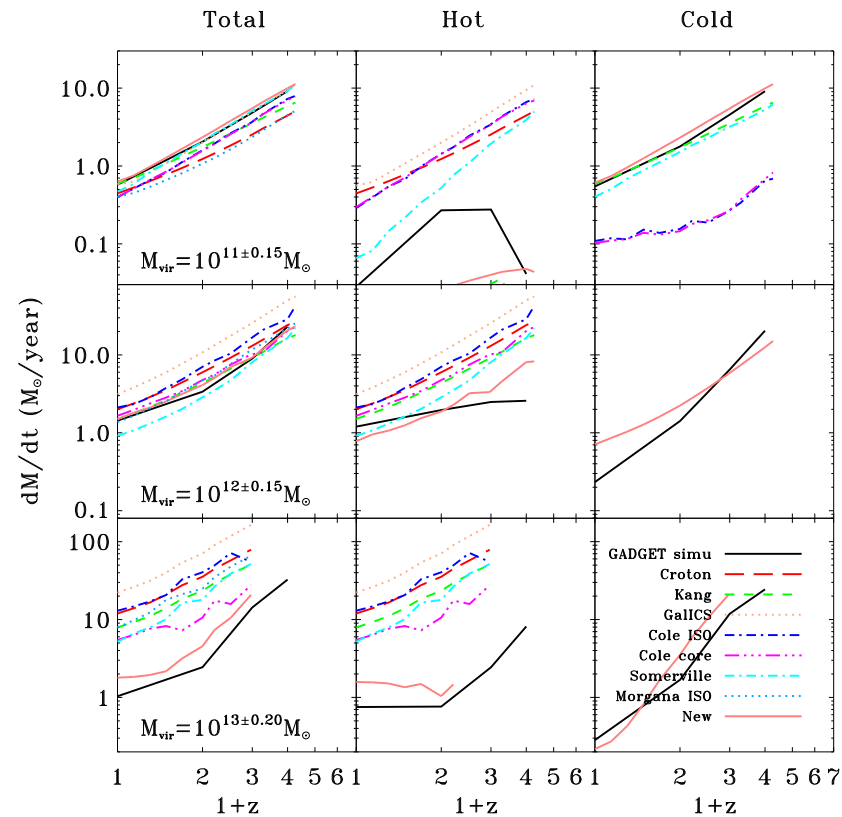 Total Hot Cold
10.0
1.0
0.1
M_vir=10^11±0.15 M_⊙
dM/dt (M_⊙/year)
10.0
1.0
0.1
M_vir=10^12±0.15 M_⊙
100
10
1
M_vir=10^13±0.20 M_⊙
GADGET simu
Croton
Kang
GalICS
Cole ISO
Cole core
Somerville
Morgana ISO
New
1 2 3 4 5 6 1 2 3 4 5 6 1 2 3 4 5 6 7
1+z 1+z 1+z